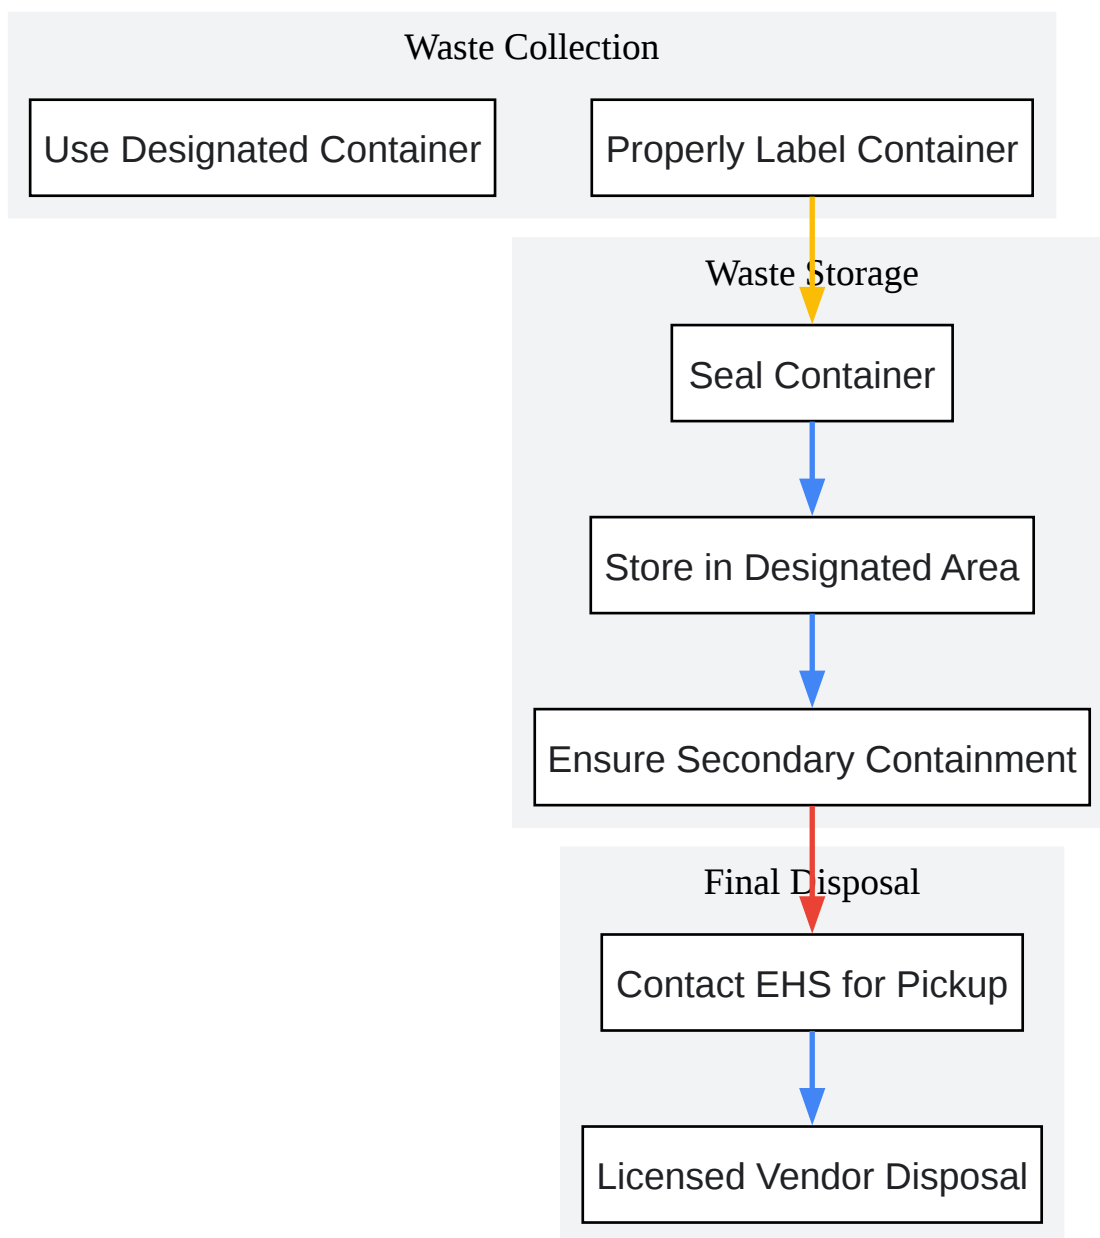 Waste Collection
Use Designated Container
Properly Label Container
Waste Storage
Seal Container
Store in Designated Area
Ensure Secondary Containment
Final Disposal
Contact EHS for Pickup
Licensed Vendor Disposal